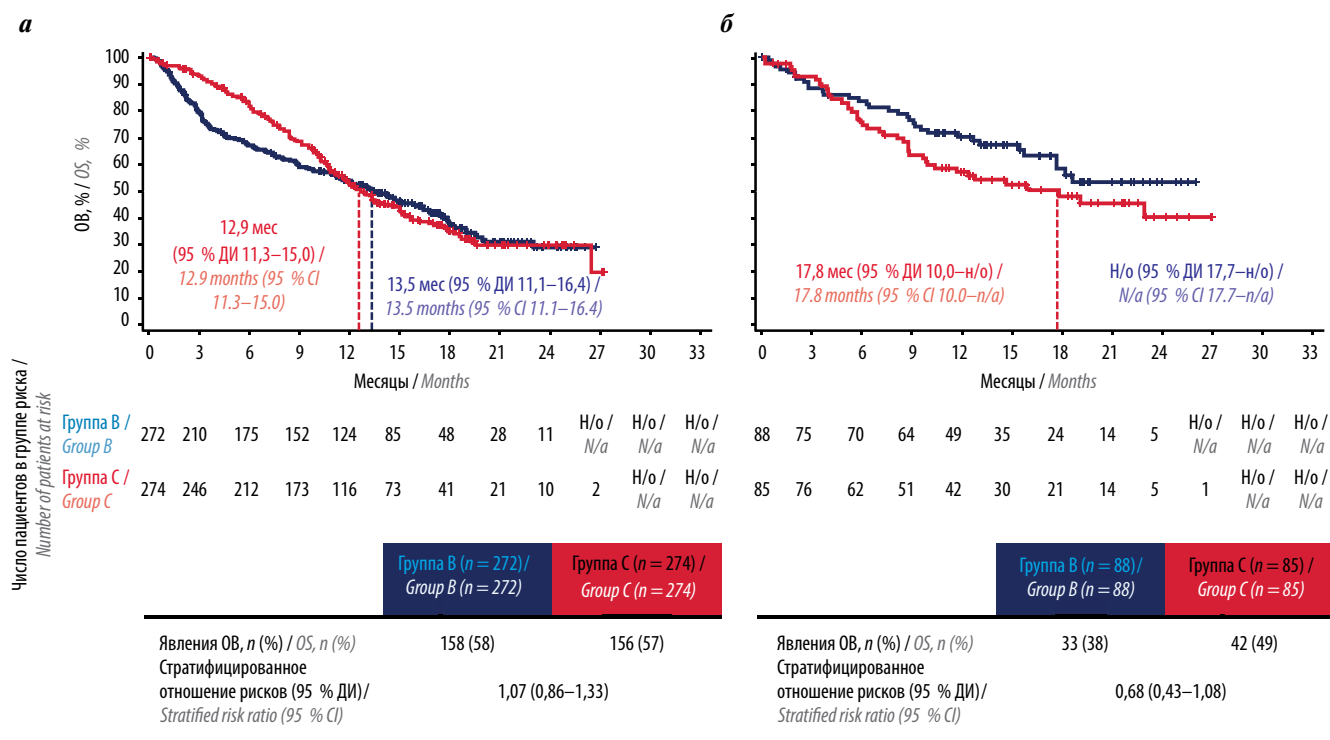 а
ОВ, % / OS, %
100
90
80
70
60
50
40
30
20
10
0
12,9 мес
(95 % ДИ 11,3–15,0) /
12.9 months (95 % CI
11.3–15.0)
13,5 мес (95 % ДИ 11,1–16,4) /
13.5 months (95 % CI 11.1–16.4)
0 3 6 9 12 15 18 21 24 27 30 33
Месяцы / Months
б
17,8 мес (95 % ДИ 10,0–н/о) /
17.8 months (95 % CI 10.0–n/a)
Н/о (95 % ДИ 17,7–н/о) /
N/a (95 % CI 17.7–n/a)
0 3 6 9 12 15 18 21 24 27 30 33
Месяцы / Months
Число пациентов в группе риска /
Number of patients at risk
Группа B /
Group B
272 210 175 152 124 85 48 28 11 Н/о / Н/о / Н/о /
N/a N/a N/a
88 75 70 64 49 35 24 14 5 Н/о / Н/о / Н/о /
N/a N/a N/a
Группа C /
Group C
274 246 212 173 116 73 41 21 10 2 Н/о / Н/о /
N/a N/a
85 76 62 51 42 30 21 14 5 1 Н/о / Н/о /
N/a N/a
Группа B (n = 272) /
Group B (n = 272)
Группа C (n = 274) /
Group C (n = 274)
Явления ОВ, n (%) / OS, n (%) 158 (58) 156 (57)
Стратифицированное
отношение рисков (95 % ДИ) / 1,07 (0,86–1,33)
Stratified risk ratio (95 % CI)
Группа B (n = 88) /
Group B (n = 88)
Группа C (n = 85) /
Group C (n = 85)
Явления ОВ, n (%) / OS, n (%) 33 (38) 42 (49)
Стратифицированное
отношение рисков (95 % ДИ) / 0,68 (0,43–1,08)
Stratified risk ratio (95 % CI)